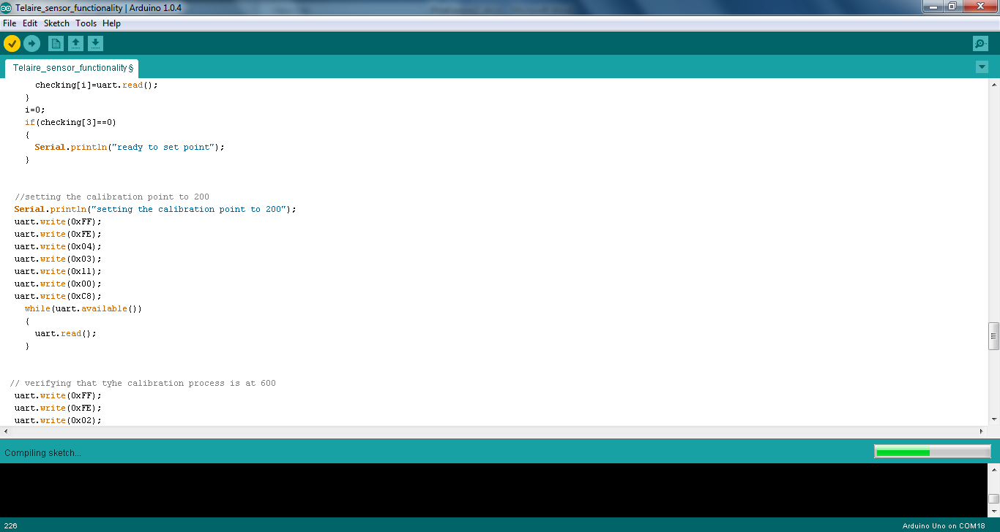 Telaire_sensor_functionality | Arduino 1.0.4
File Edit Sketch Tools Help
Telaire_sensor_functionality §
checking[i]=uart.read();
}
i=0;
if(checking[3]==0)
{
Serial.println("ready to set point");
}
//setting the calibration point to 200
Serial.println("setting the calibration point to 200");
uart.write(0xFF);
uart.write(0xFE);
uart.write(0x04);
uart.write(0x03);
uart.write(0x11);
uart.write(0x00);
uart.write(0xC8);
while(uart.available())
{
uart.read();
}
// verifying that tyhe calibration process is at 600
uart.write(0xFF);
uart.write(0xFE);
uart.write(0x02);
Compiling sketch...
226
Arduino Uno on COM18